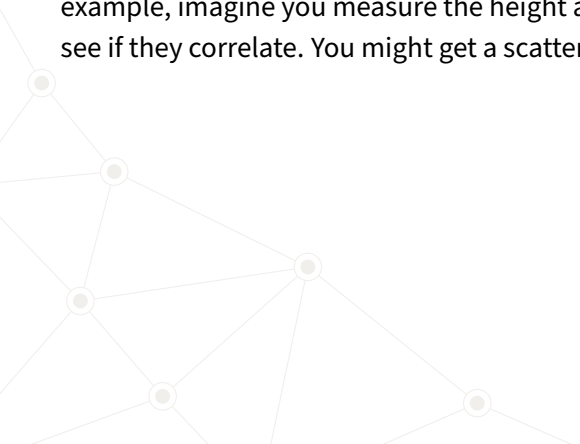 example, imagine you measure the height a
see if they correlate. You might get a scatter